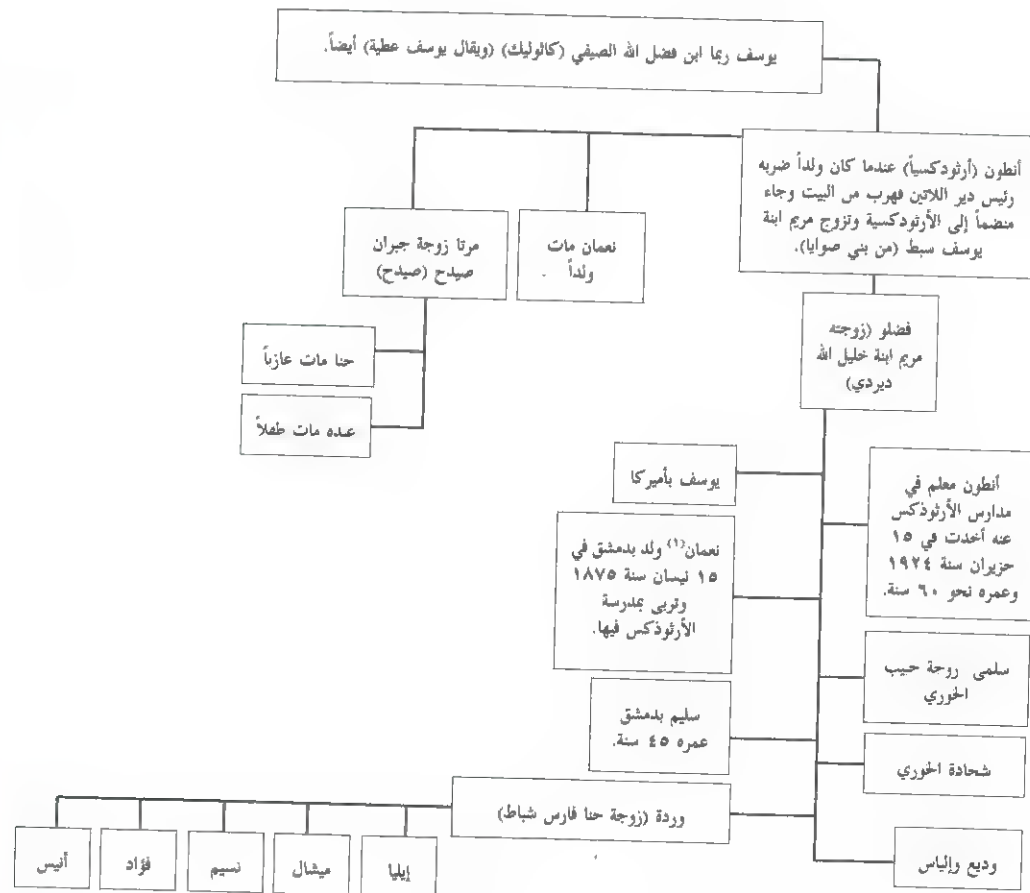 يوسف ربما ابن فضل الله الصيفي (كاثوليك) (ويقال يوسف عطية) أيضاً.
أنطون (أرثودكسياً) عندما كان ولداً ضربه
رئيس دير اللاتين فهرب من البيت وجاء
منضماً إلى الأرثودكسية وتزوج مريم ابنة
يوسف سبط (من بني صوايا).
نعمان مات
ولداً .
مرتا زوجة جبران
صيدح (صيدح)
حنا مات عازباً
عبده مات طفلاً
فضلو (زوجته
مريم ابنة خليل الله
ديردي)
أنطون معلم في
مدارس الأرثوذكس
عنه أخذت في ١٥
حزيران سنة ١٩٢٤
وعمره نحو ٦٠ سنة.
يوسف بأميركا
نعمان(١) ولد بدمشق في
١٥ نيسان سنة ١٨٧٥
وتربى بمدرسة
الأرثوذكس فيها.
سلمى روجة حبيب
الخوري
سليم بدمشق
عمره ٤٥ سنة.
شحادة الخوري
وردة (زوجة حنا فارس شباط)
وديع وإلياس
إيليا
ميشال
نسيم
فؤاد
أنيس